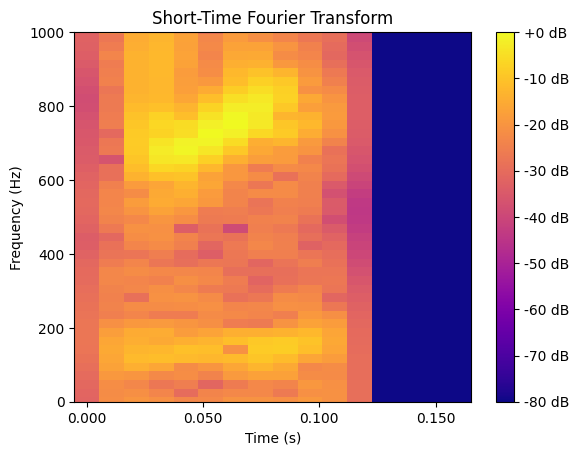 Short-Time Fourier Transform
1000
800
600
400
200
0
Frequency (Hz)
0.000
0.050
0.100
0.150
Time (s)
+0 dB
-10 dB
-20 dB
-30 dB
-40 dB
-50 dB
-60 dB
-70 dB
-80 dB